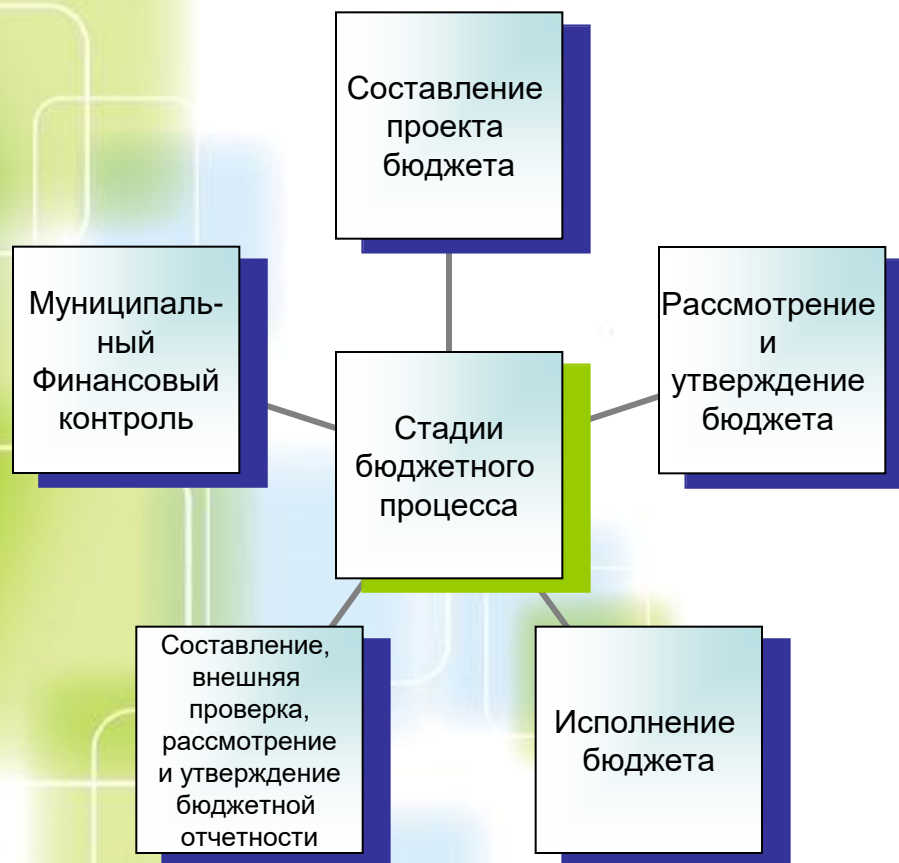 Составление
проекта
бюджета
Рассмотрение
и
утверждение
бюджета
Муниципаль-
ный
Финансовый
контроль
Стадии
бюджетного
процесса
Составление,
внешняя
проверка,
рассмотрение
и утверждение
бюджетной
отчетности
Исполнение
бюджета